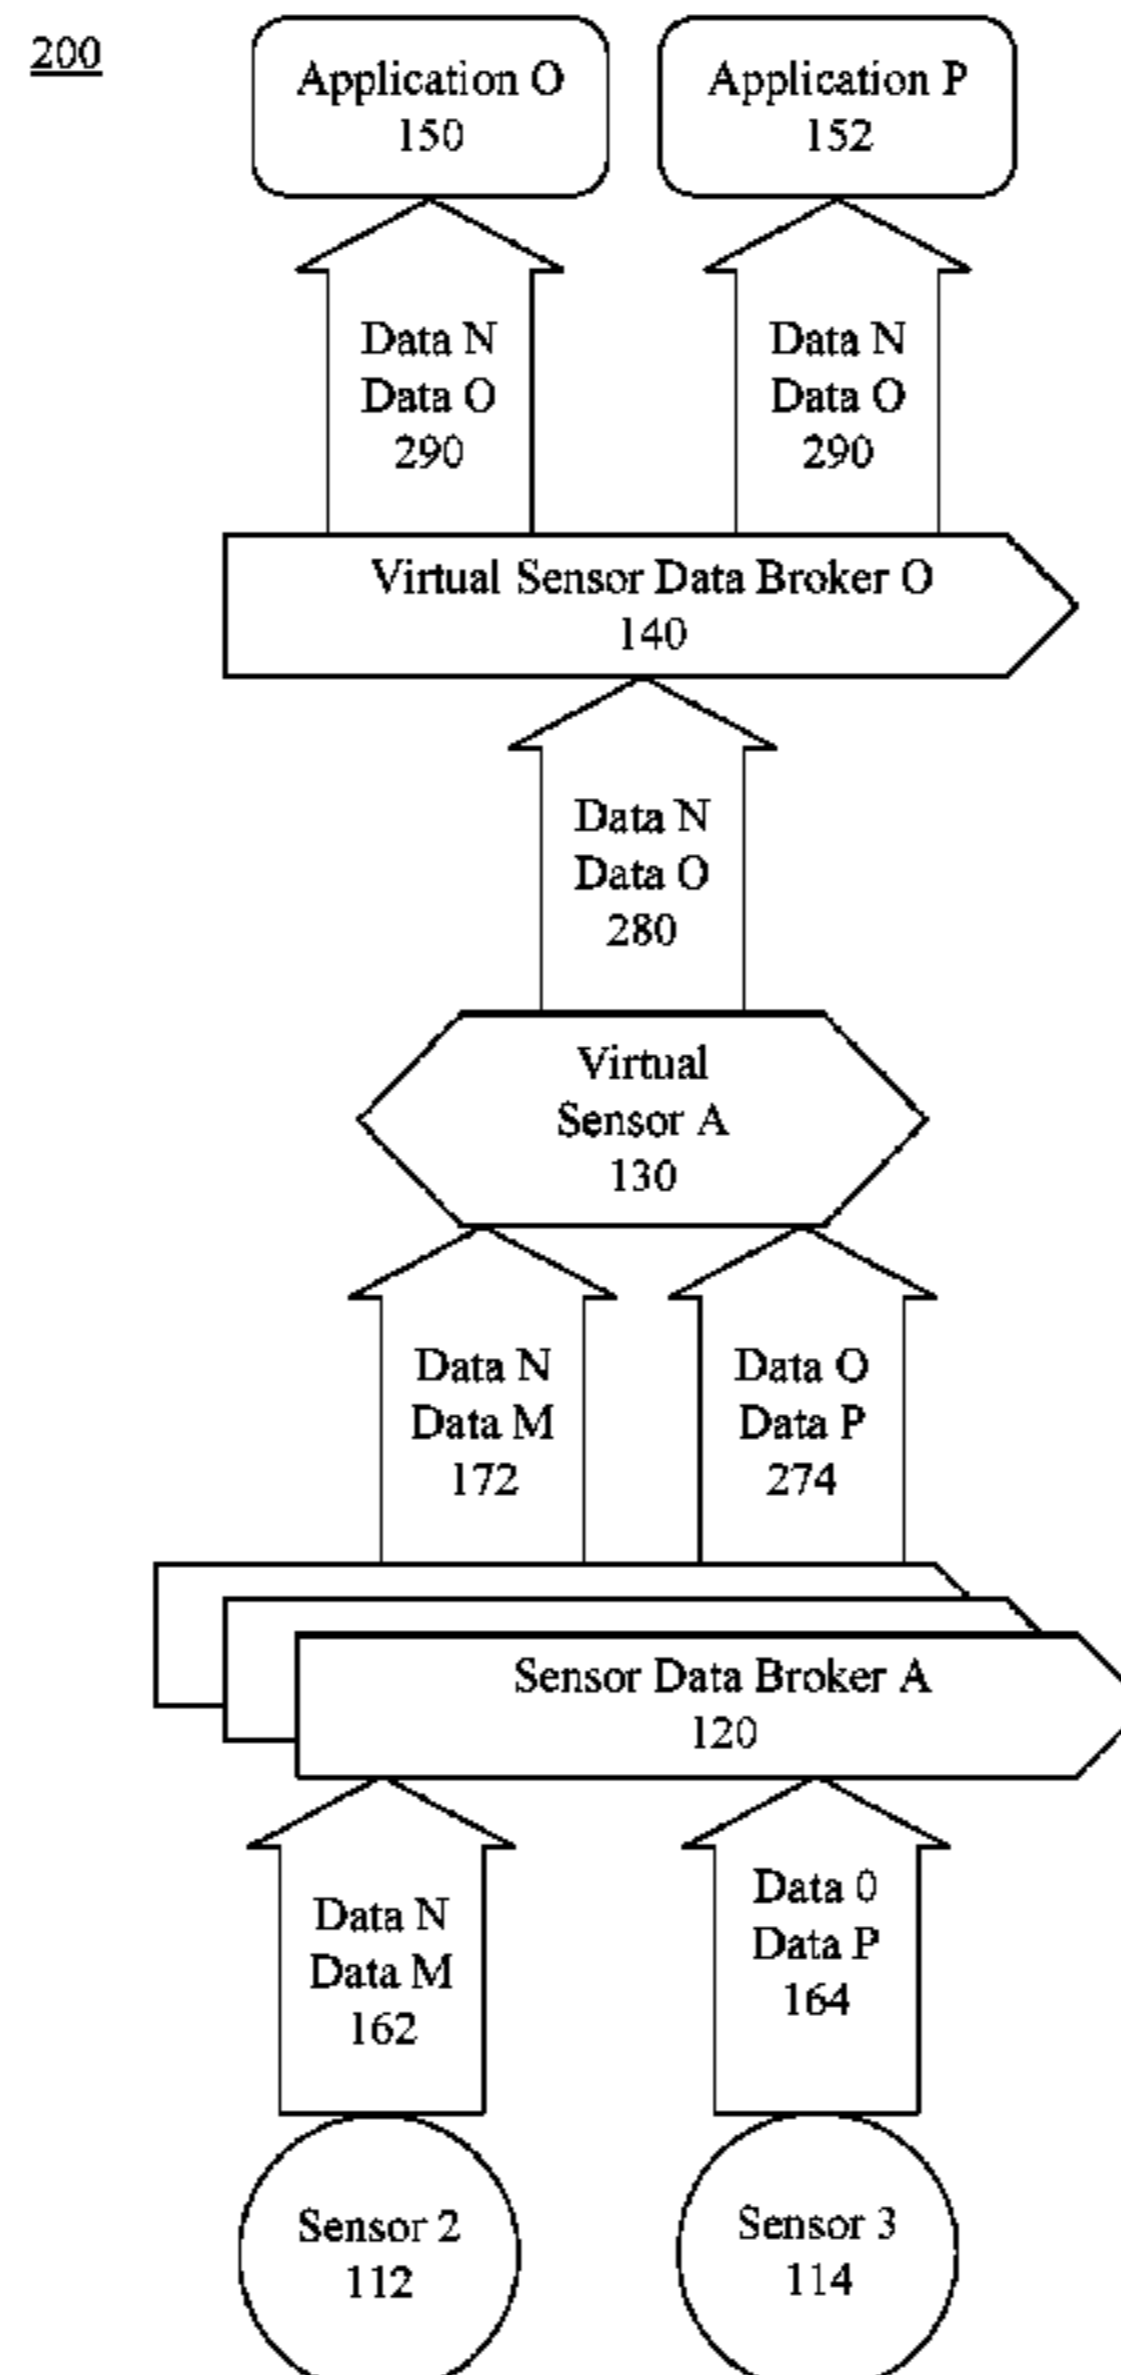 200
Application O
150
Application P
152
Data N
Data O
290
Data N
Data O
290
Virtual Sensor Data Broker O
140
Data N
Data O
280
Virtual
Sensor A
130
Data N
Data M
172
Data O
Data P
274
Sensor Data Broker A
120
Data N
Data M
162
Data 0
Data P
164
Sensor 2
112
Sensor 3
114